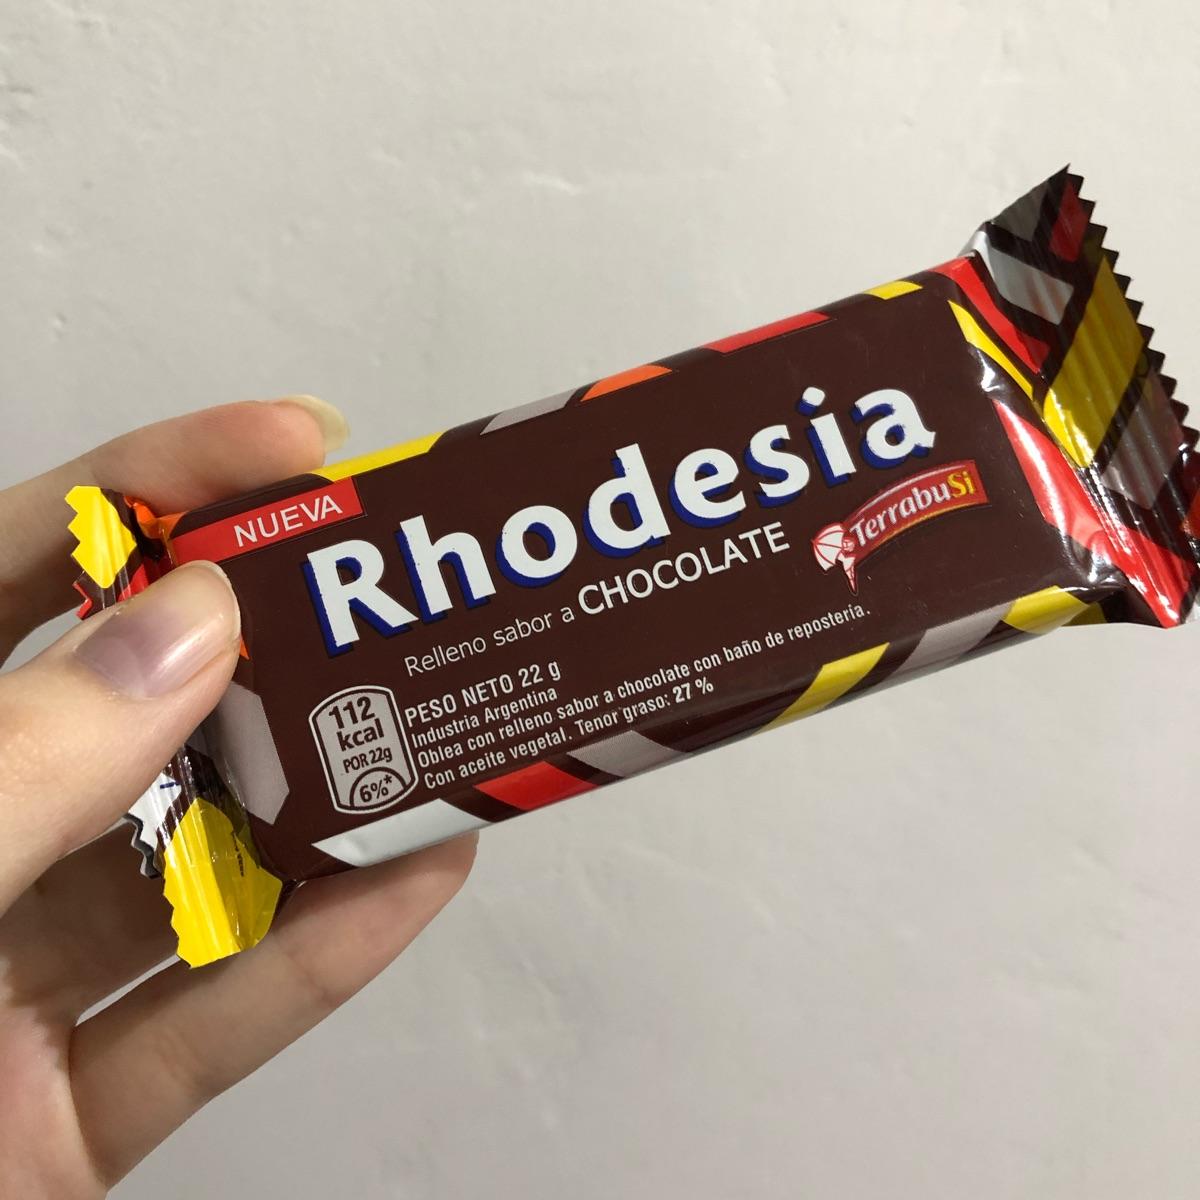 NUEVA
Rhodesia
Relleno sabor a CHOCOLATE
TerrabuSi
112
kcal
POR 22g
6%*
PESO NETO 22 g
Industria Argentina
Oblea con relleno sabor a chocolate con baño de repostería.
Con aceite vegetal. Tenor graso: 27 %